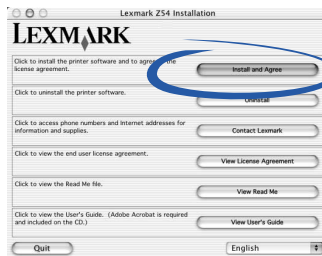 Lexmark Z54 Installation
LEXMARK
Click to install the printer software and to agree to the
license agreement.
Install and Agree
Click to uninstall the printer software.
Uninstall
Click to access phone numbers and Internet addresses for
information and supplies.
Contact Lexmark
Click to view the end user license agreement.
View License Agreement
Click to view the Read Me file.
View Read Me
Click to view the User's Guide. (Adobe Acrobat is required
and included on the CD.)
View User's Guide
Quit
English